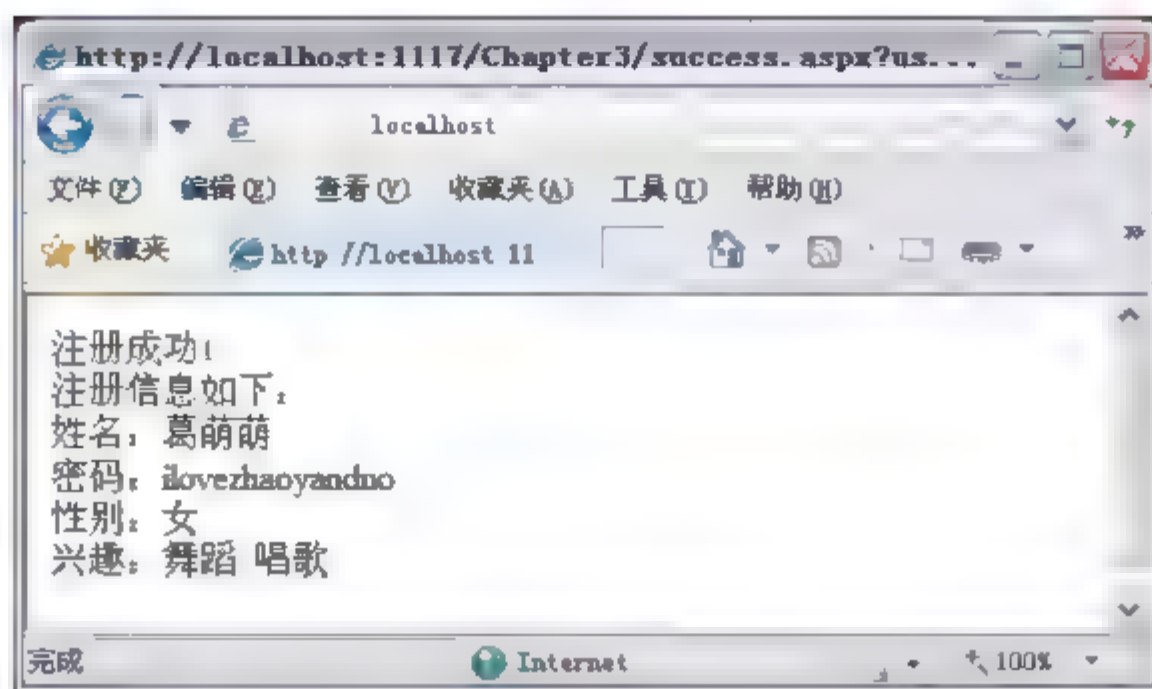 http://localhost:1117/Chapter3/success.aspx?us...
localhost
文件(F) 编辑(E) 查看(V) 收藏夹(A) 工具(T) 帮助(H)
收藏夹 http //localhost 11
注册成功!
注册信息如下:
姓名: 葛萌萌
密码: ilovezhaoyanduo
性别: 女
兴趣: 舞蹈 唱歌
完成 Internet 100%